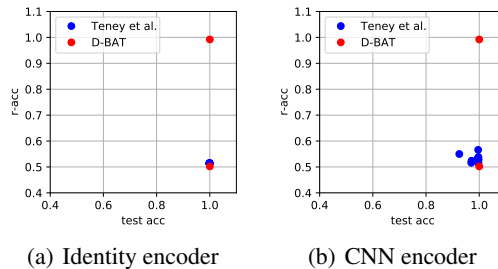 1.1
1.0
0.9
0.8
0.7
0.6
0.5
0.4
r-acc
Teney et al.
D-BAT
0.4
0.6
0.8
1.0
test acc
(a) Identity encoder
1.1
1.0
0.9
0.8
0.7
0.6
0.5
0.4
r-acc
Teney et al.
D-BAT
0.4
0.6
0.8
1.0
test acc
(b) CNN encoder